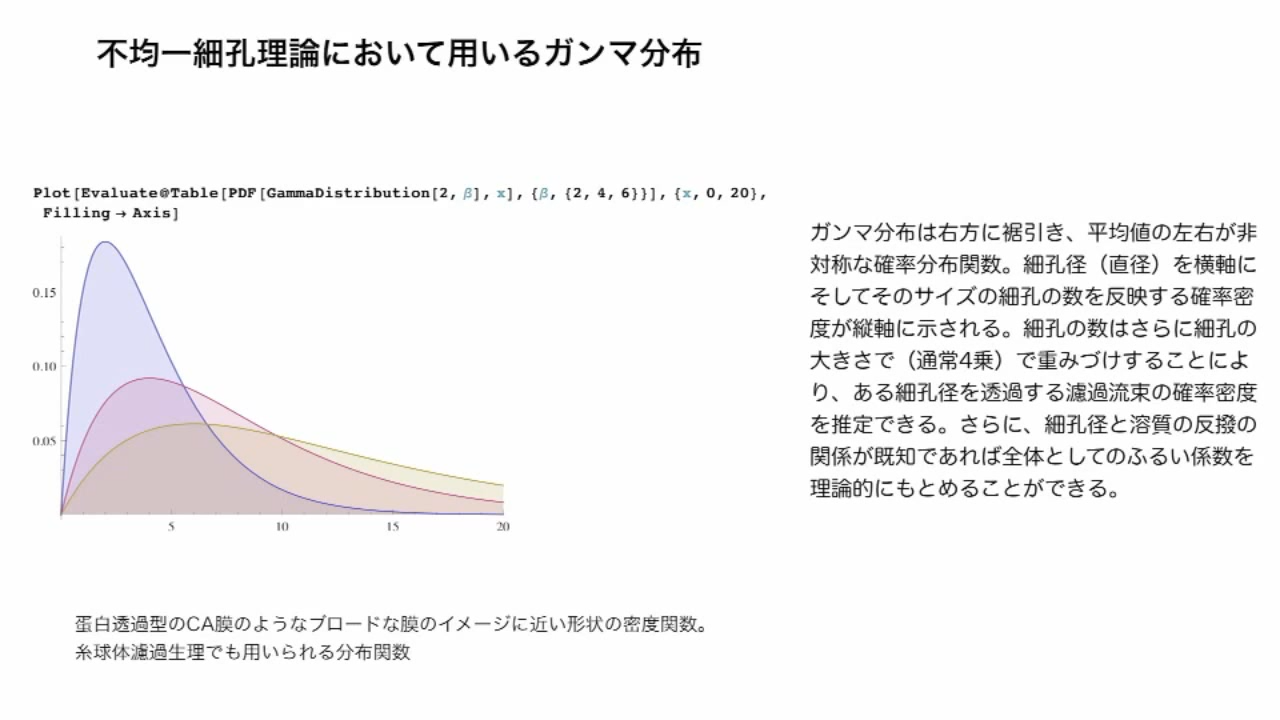 不均一細孔理論において用いるガンマ分布
Plot[Evaluate@Table[PDF[GammaDistribution[2, β], x], {β, {2, 4, 6}}], {x, 0, 20},
Filling → Axis]
0.15
0.10
0.05
5 10 15 20
ガンマ分布は右方に裾引き、平均値の左右が非
対称な確率分布関数。細孔径（直径）を横軸に
そしてそのサイズの細孔の数を反映する確率密
度が縦軸に示される。細孔の数はさらに細孔の
大きさで（通常4乗）で重みづけすることによ
り、ある細孔径を透過する濾過流束の確率密度
を推定できる。さらに、細孔径と溶質の反撥の
関係が既知であれば全体としてのふるい係数を
理論的にもとめることができる。
蛋白透過型のCA膜のようなブロードな膜のイメージに近い形状の密度関数。
糸球体濾過生理でも用いられる分布関数